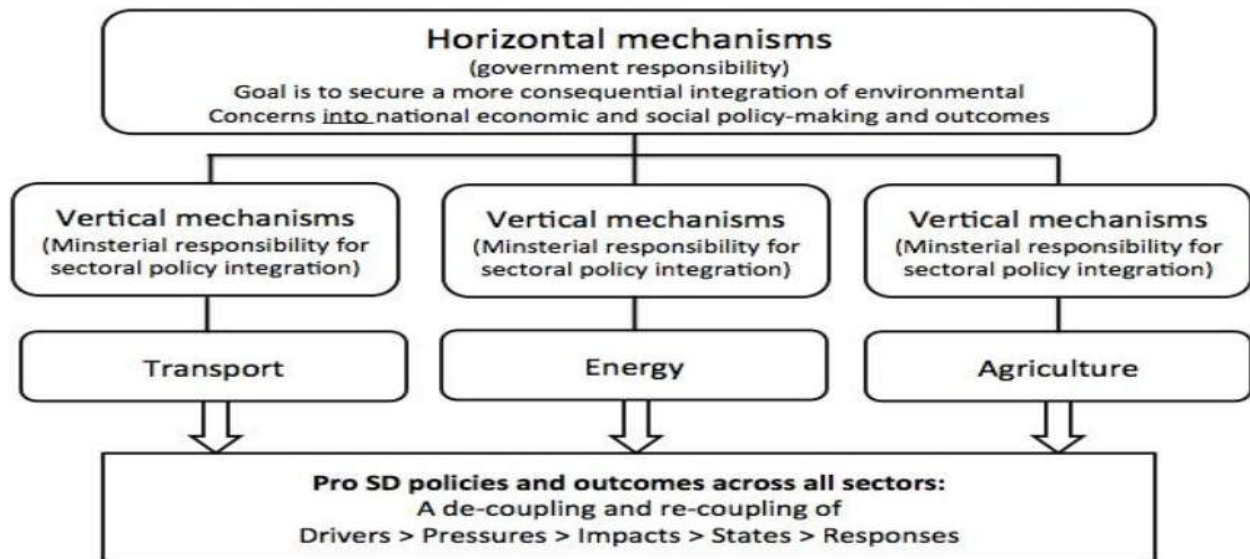 Horizontal mechanisms
(government responsibility)
Goal is to secure a more consequential integration of environmental
Concerns into national economic and social policy-making and outcomes
Vertical mechanisms
(Minsterial responsibility for
sectoral policy integration)
Vertical mechanisms
(Minsterial responsibility for
sectoral policy integration)
Vertical mechanisms
(Minsterial responsibility for
sectoral policy integration)
Transport
Energy
Agriculture
Pro SD policies and outcomes across all sectors:
A de-coupling and re-coupling of
Drivers > Pressures > Impacts > States > Responses